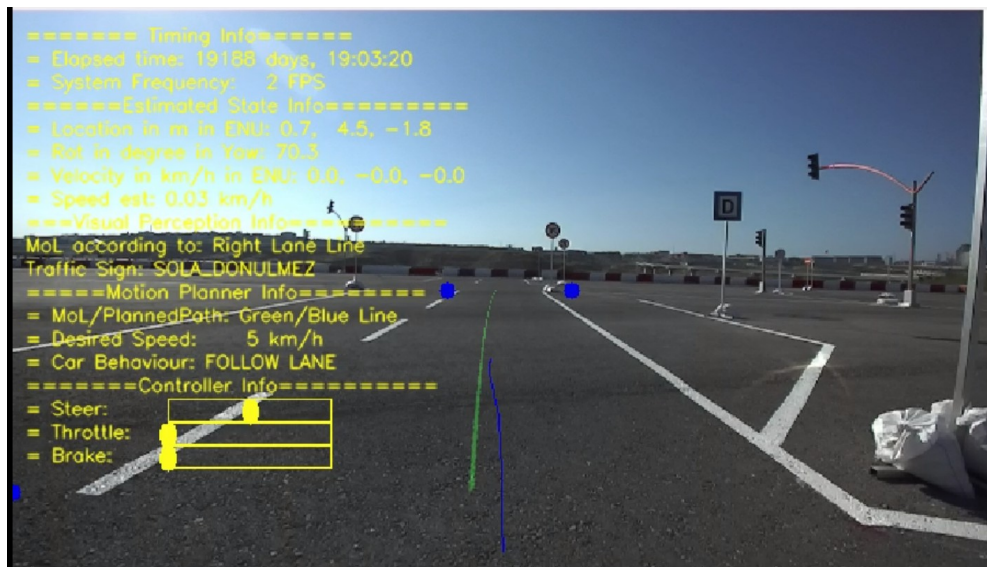 ======= Timing Info======
= Elapsed time: 19188 days, 19:03:20
= System Frequency:   2 FPS
======Estimated State Info=========
= Location in m in ENU: 0.7,  4.5, -1.8
= Rot in degree in Yaw: 70.3
= Velocity in km/h in ENU: 0.0, -0.0, -0.0
= Speed est: 0.03 km/h
===Visual Perception Info==========
MoL according to: Right Lane Line
Traffic Sign: SOLA_DONULMEZ
=====Motion Planner Info========
= MoL/PlannedPath: Green/Blue Line
= Desired Speed:     5 km/h
= Car Behaviour: FOLLOW LANE
=======Controller Info==========
= Steer:
= Throttle:
= Brake:
D